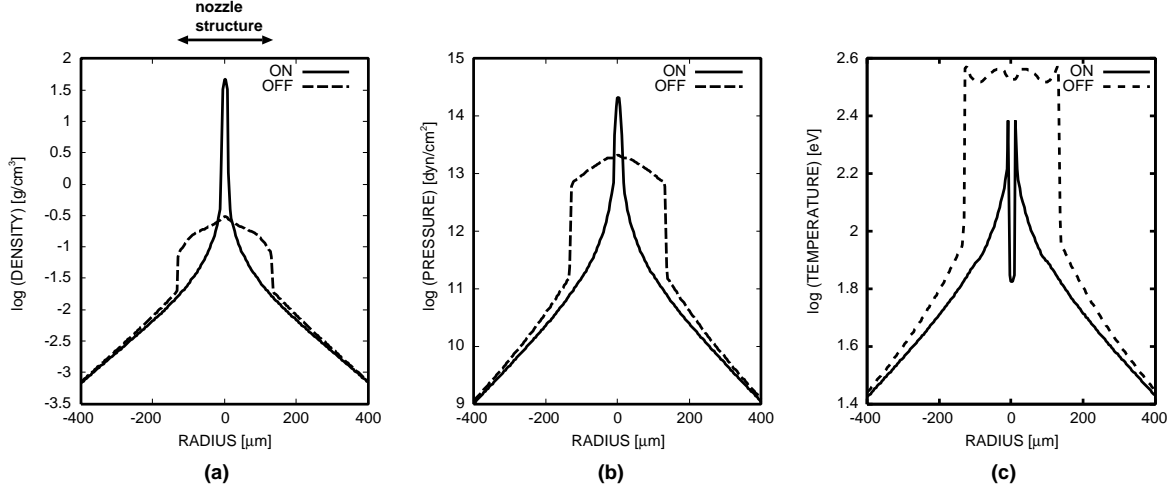 nozzle
structure
2
1.5
1
0.5
0
-0.5
-1
-1.5
-2
-2.5
-3
-3.5
-400
-200
0
200
400
log (DENSITY) [g/cm3]
RADIUS [μm]
ON
OFF
(a)
15
14
13
12
11
10
9
-400
-200
0
200
400
log (PRESSURE) [dyn/cm2]
RADIUS [μm]
ON
OFF
(b)
2.6
2.4
2.2
2
1.8
1.6
1.4
-400
-200
0
200
400
log (TEMPERATURE) [eV]
RADIUS [μm]
ON
OFF
(c)